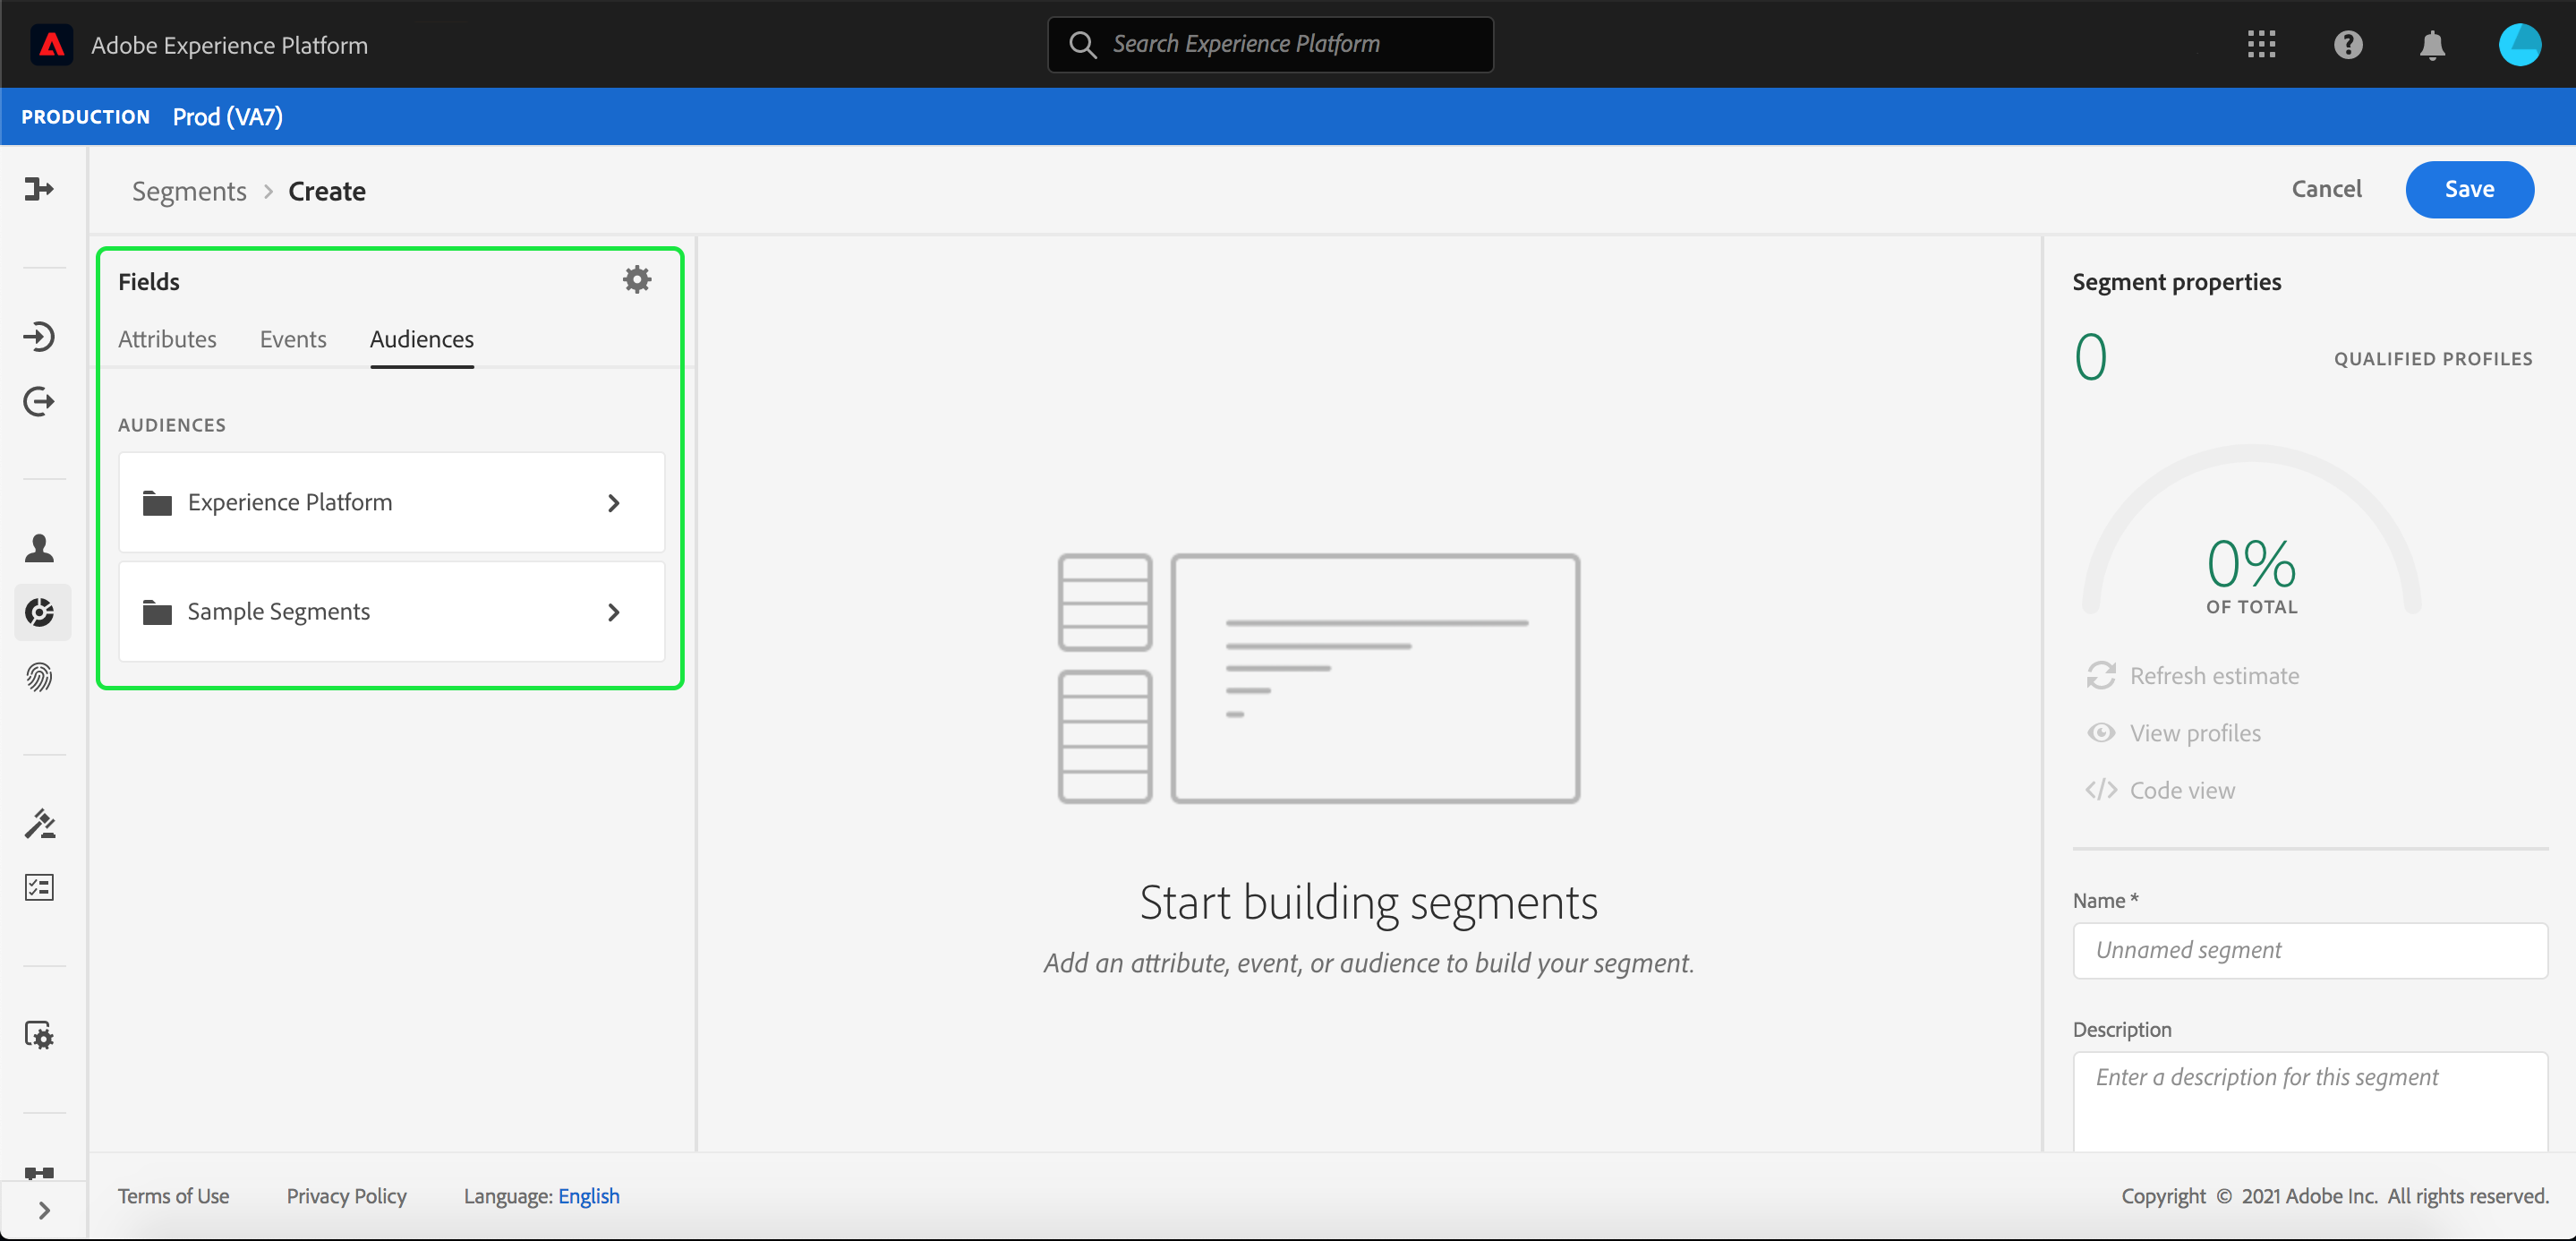 Adobe Experience Platform
Search Experience Platform
PRODUCTION Prod (VA7)
Segments > Create
Cancel
Save
Fields
Attributes Events Audiences
AUDIENCES
Experience Platform
Sample Segments
Start building segments
Add an attribute, event, or audience to build your segment.
Segment properties
0 QUALIFIED PROFILES
0%
OF TOTAL
Refresh estimate
View profiles
</> Code view
Name *
Unnamed segment
Description
Enter a description for this segment
Terms of Use Privacy Policy Language: English
Copyright © 2021 Adobe Inc. All rights reserved.